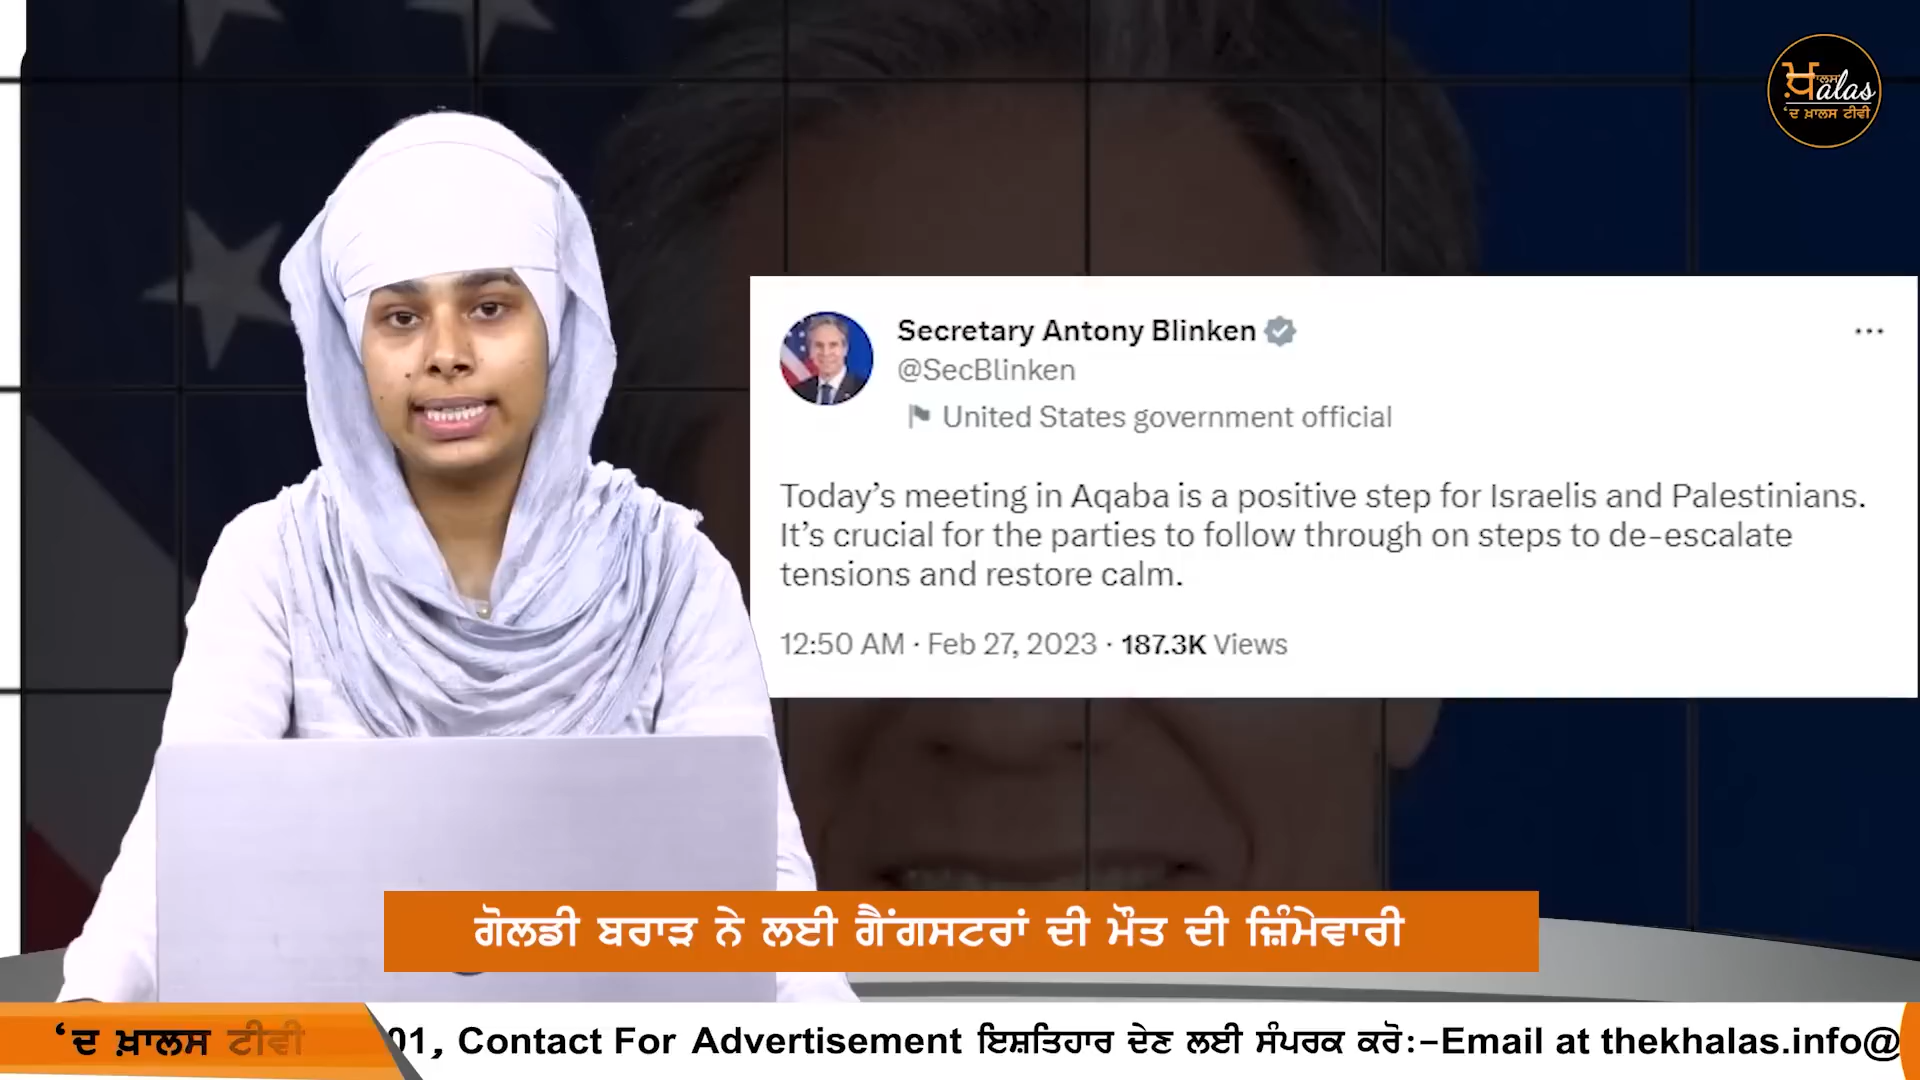 ਖ਼ਾਲਸ
alas
'ਦ ਖ਼ਾਲਸ ਟੀਵੀ
Secretary Antony Blinken
@SecBlinken
United States government official
Today’s meeting in Aqaba is a positive step for Israelis and Palestinians.
It’s crucial for the parties to follow through on steps to de-escalate
tensions and restore calm.
12:50 AM · Feb 27, 2023 · 187.3K Views
ਗੋਲਡੀ ਬਰਾੜ ਨੇ ਲਈ ਗੈਂਗਸਟਰਾਂ ਦੀ ਮੌਤ ਦੀ ਜ਼ਿੰਮੇਵਾਰੀ
‘ਦ ਖ਼ਾਲਸ ਟੀਵੀ
01, Contact For Advertisement ਇਸ਼ਤਿਹਾਰ ਦੇਣ ਲਈ ਸੰਪਰਕ ਕਰੋ:-Email at thekhalas.info@